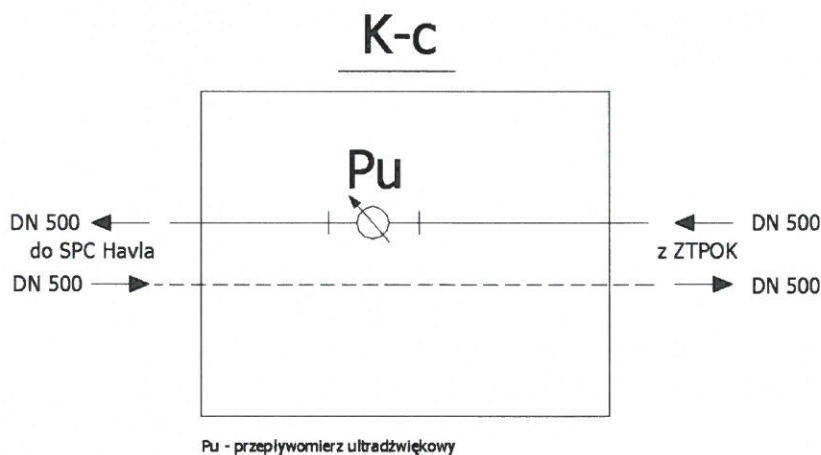 K-c
Pu
DN 500
DN 500
do SPC Havla
z ZTPOK
DN 500
DN 500
Pu - przepływomierz ultradźwiękowy